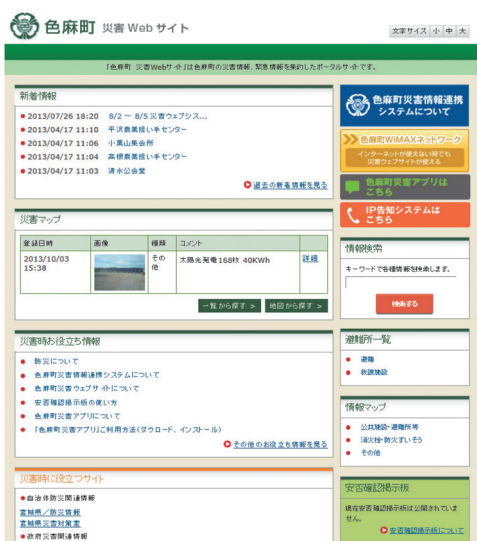 色麻町 災害 Web サイト
文字サイズ 小 中 大
「色麻町 災害Webサイト」は色麻町の災害情報、緊急情報を集約したポータルサイトです。
新着情報
2013/07/26 18:20 8/2 ～ 8/5 災害ウェブシス...
2013/04/17 11:10 平沢農業担い手センター
2013/04/17 11:06 小栗山集会所
2013/04/17 11:04 高根農業担い手センター
2013/04/17 11:03 清水公会堂
過去の新着情報を見る
災害マップ
登録日時 画像 種類 コメント
2013/10/03 15:38 その他 太陽光発電168枚 40KWh 詳細
一覧から探す > 地図から探す >
災害時お役立ち情報
防災について
色麻町災害情報連携システムについて
色麻町災害ウェブサイトについて
安否確認掲示板の使い方
色麻町災害アプリについて
「色麻町災害アプリ」ご利用方法(ダウロード、インストール)
その他のお役立ち情報を見る
災害時に役立つサイト
●自治体防災関連情報
宮城県／防災情報
宮城県災害対策室
●政府災害関連情報
色麻町災害情報連携
システムについて
色麻町WiMAXネットワーク
インターネットが使えない時でも
災害ウェブサイトが使える
色麻町災害アプリは
こちら
IP告知システムは
こちら
情報検索
キーワードで各種情報を検索します。
検索する
避難所一覧
避難
救護施設
情報マップ
公共施設・避難所等
消火栓・防火すいそう
その他
安否確認掲示板
現在安否確認掲示板は公開されていま
せん。
安否確認掲示板について